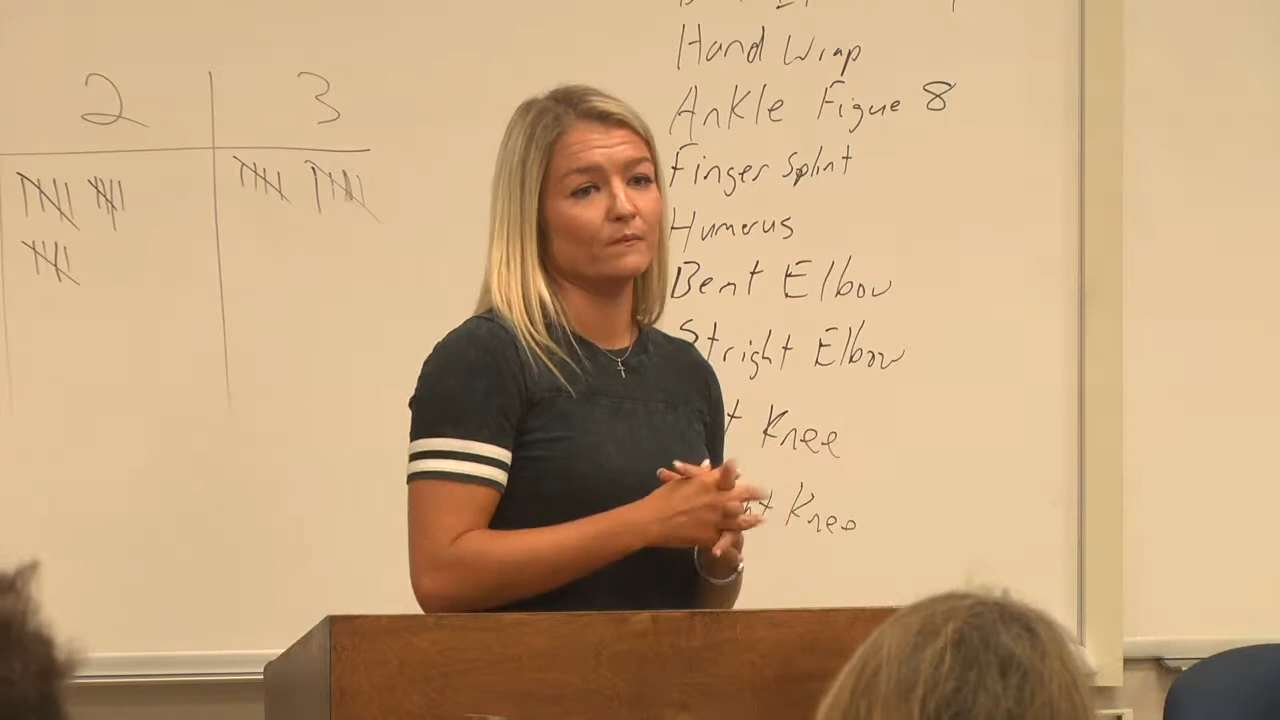 2 3
Hand Wrap
Ankle Figue 8
Finger Splint
Humerus
Bent Elbow
Stright Elbow
Knee
Knee